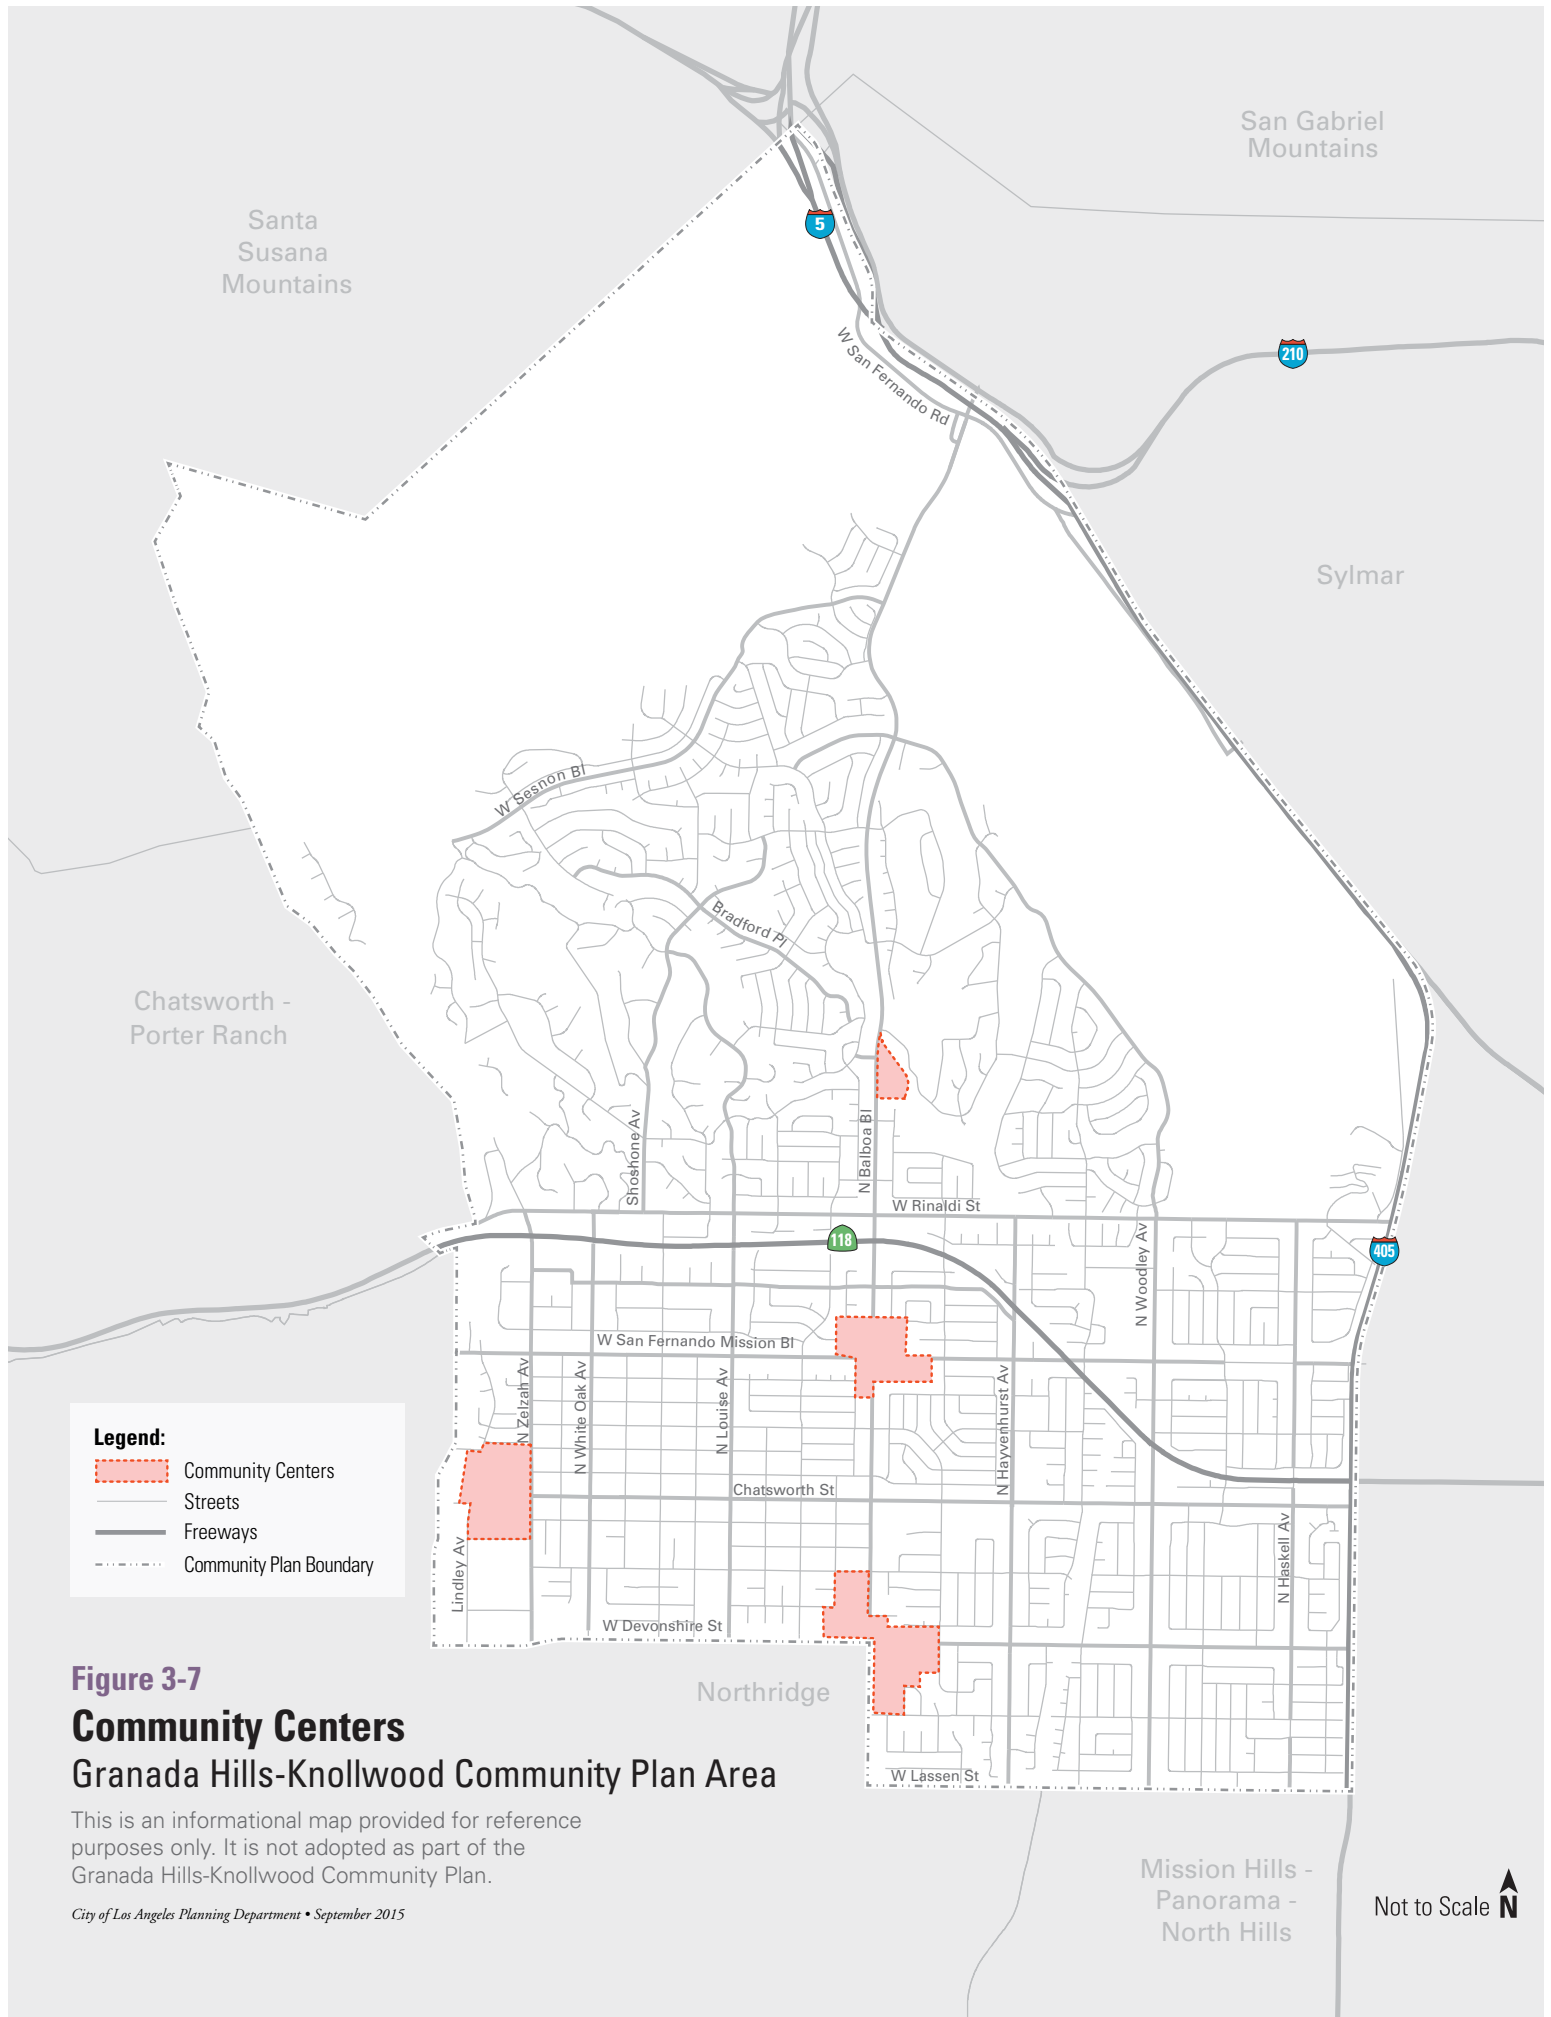 San Gabriel
Mountains
Santa
Susana
Mountains
5
W San Fernando Rd
210
Sylmar
W Sesnon Bl
Bradford Pl
Chatsworth -
Porter Ranch
Shoshone Av
N Balboa Bl
W Rinaldi St
118
N Woodley Av
405
W San Fernando Mission Bl
N Zelzah Av
N White Oak Av
N Louise Av
N Hayvenhurst Av
Legend:
Community Centers
Streets
Freeways
Community Plan Boundary
Chatsworth St
Lindley Av
N Haskell Av
W Devonshire St
Northridge
W Lassen St
Figure 3-7
Community Centers
Granada Hills-Knollwood Community Plan Area
This is an informational map provided for reference
purposes only. It is not adopted as part of the
Granada Hills-Knollwood Community Plan.
City of Los Angeles Planning Department • September 2015
Mission Hills -
Panorama -
North Hills
Not to Scale N